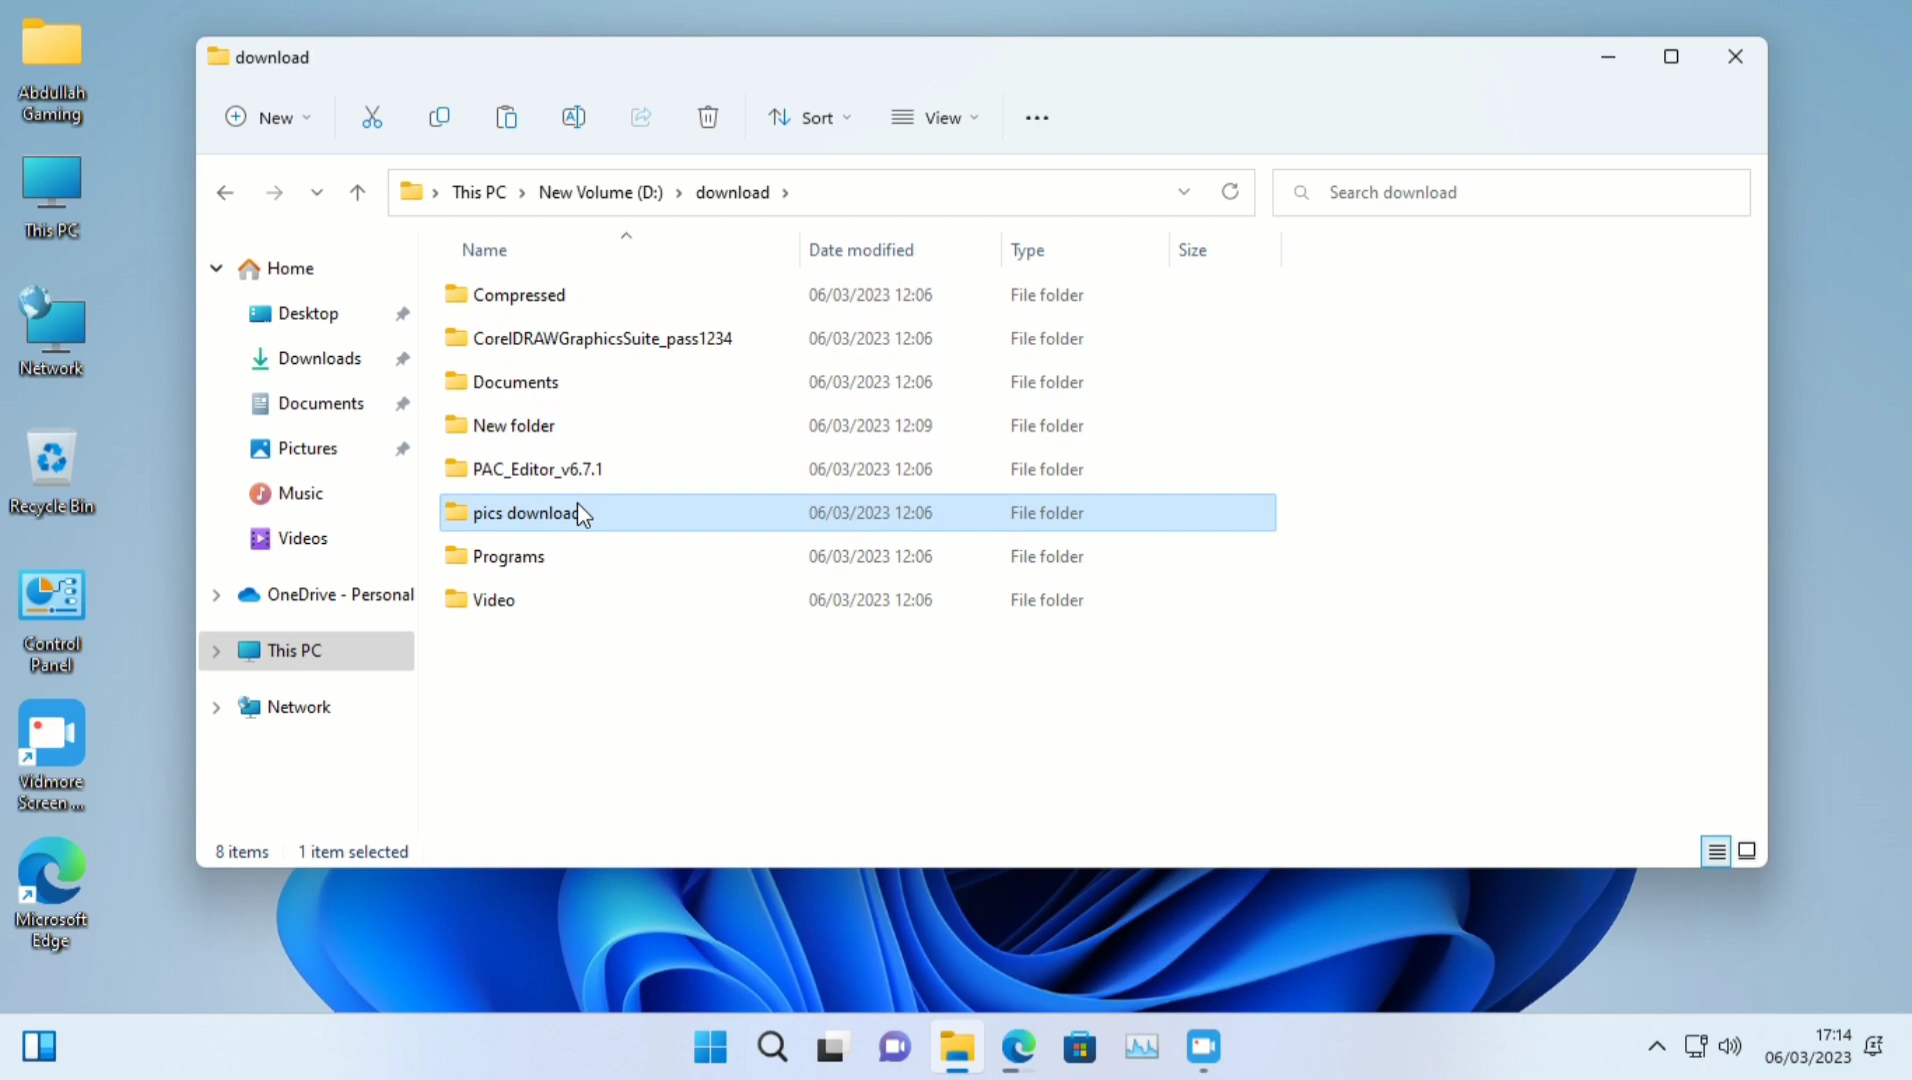 Abdullah
Gaming
This PC
Network
Recycle Bin
Control
Panel
Vidmore
Screen ...
Microsoft
Edge
download
New
Sort
View
This PC > New Volume (D:) > download >
Search download
Home
Desktop
Downloads
Documents
Pictures
Music
Videos
OneDrive - Personal
This PC
Network
Name Date modified Type Size
Compressed 06/03/2023 12:06 File folder
CorelDRAWGraphicsSuite_pass1234 06/03/2023 12:06 File folder
Documents 06/03/2023 12:06 File folder
New folder 06/03/2023 12:09 File folder
PAC_Editor_v6.7.1 06/03/2023 12:06 File folder
pics download 06/03/2023 12:06 File folder
Programs 06/03/2023 12:06 File folder
Video 06/03/2023 12:06 File folder
8 items 1 item selected
17:14
06/03/2023